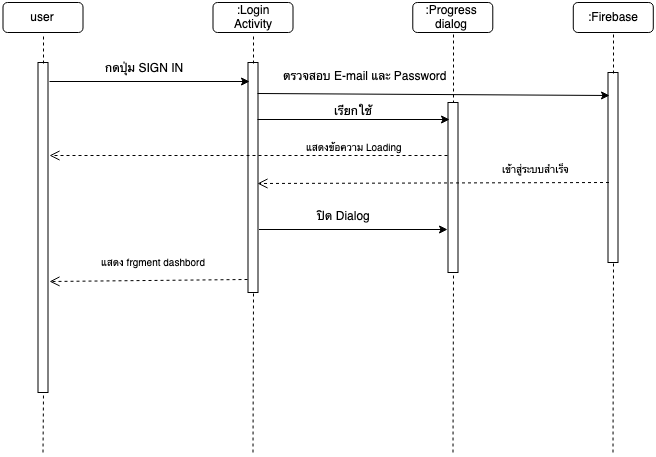 user
:Login
Activity
:Progress
dialog
:Firebase
กดปุ่ม SIGN IN
ตรวจสอบ E-mail และ Password
เรียกใช้
แสดงข้อความ Loading
เข้าสู่ระบบสำเร็จ
ปิด Dialog
แสดง frgment dashbord